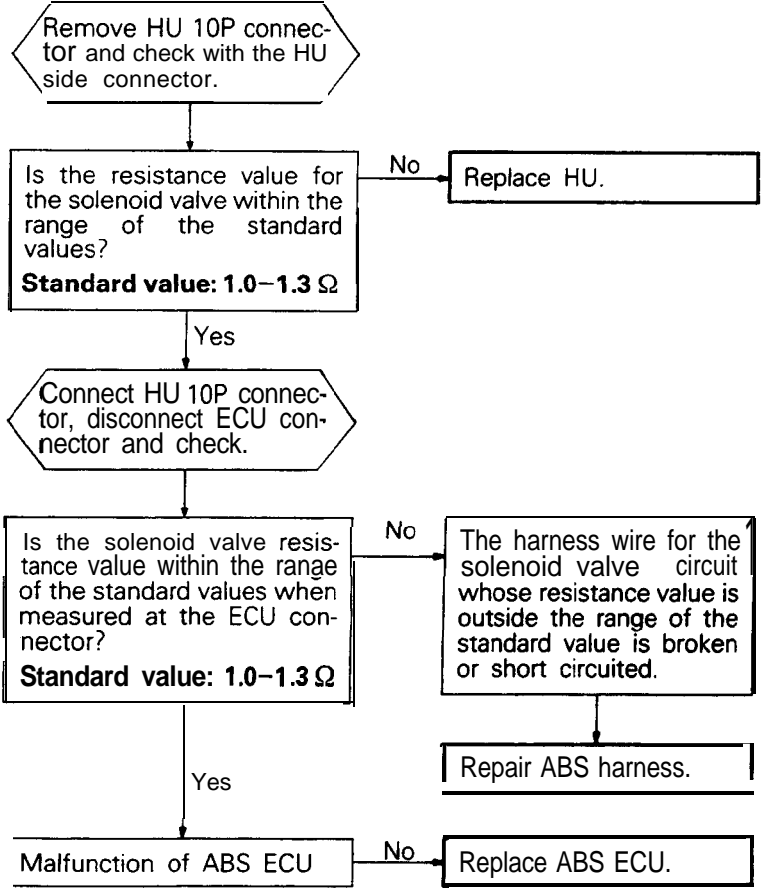 Remove HU 10P connec-
tor and check with the HU
side connector.
Is the resistance value for
the solenoid valve within the
range of the standard
values?
Standard value: 1.0–1.3 Ω
No
Replace HU.
Yes
Connect HU 10P connec-
tor, disconnect ECU con-
nector and check.
Is the solenoid valve resis-
tance value within the range
of the standard values when
measured at the ECU con-
nector?
Standard value: 1.0–1.3 Ω
No
The harness wire for the
solenoid valve circuit
whose resistance value is
outside the range of the
standard value is broken
or short circuited.
Repair ABS harness.
Yes
Malfunction of ABS ECU
No
Replace ABS ECU.